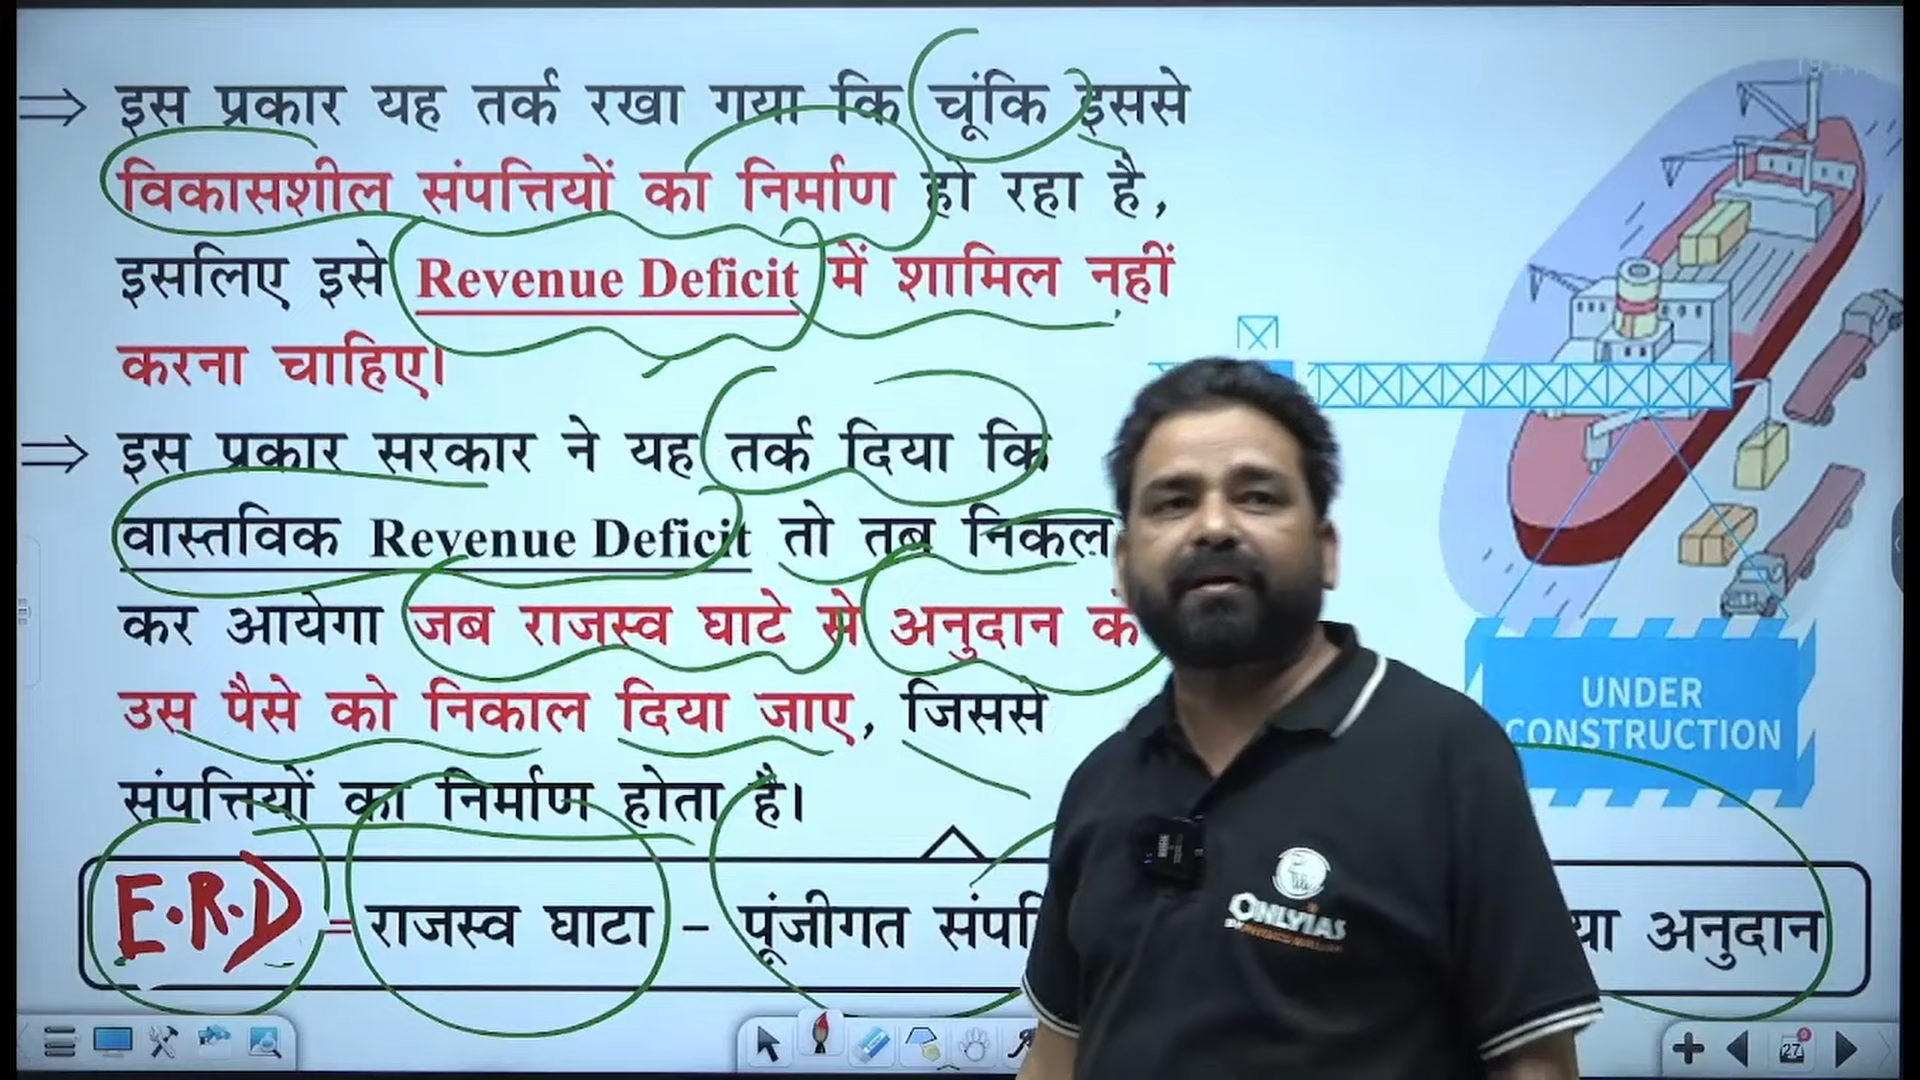 ⇒ इस प्रकार यह तर्क रखा गया कि चूंकि इससे
विकासशील संपत्तियों का निर्माण हो रहा है,
इसलिए इसे Revenue Deficit में शामिल नहीं
करना चाहिए।
⇒ इस प्रकार सरकार ने यह तर्क दिया कि
वास्तविक Revenue Deficit तो तब निकल
कर आयेगा जब राजस्व घाटे से अनुदान के
उस पैसे को निकाल दिया जाए, जिससे
संपत्तियों का निर्माण होता है।
E.R.D = राजस्व घाटा – पूंजीगत अनुदान
UNDER
CONSTRUCTION
ONLYIAS
27